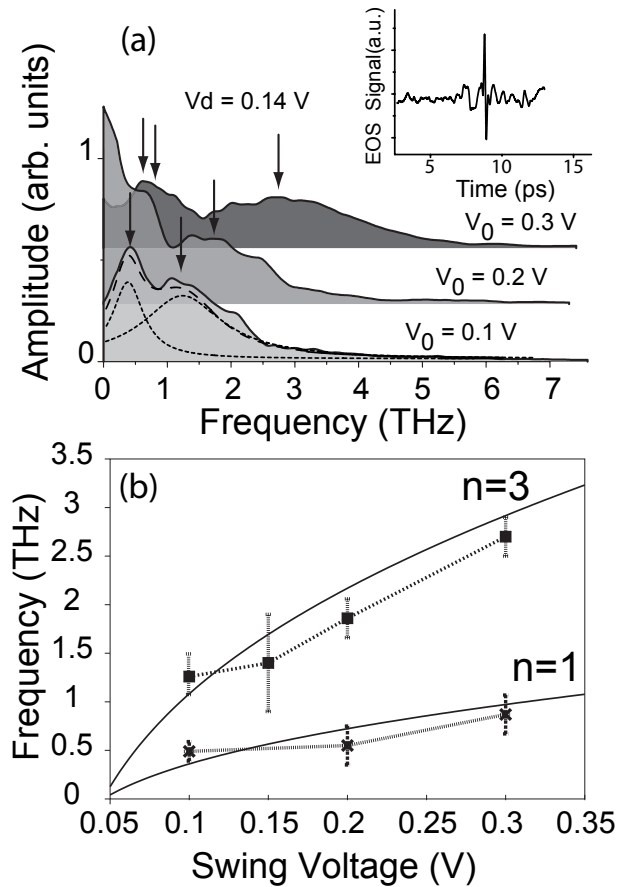 (a)
EOS Signal(a.u.)
5 10 15
Time (ps)
Vd = 0.14 V
Amplitude (arb. units)
1
0
V0 = 0.3 V
V0 = 0.2 V
V0 = 0.1 V
0 1 2 3 4 5 6 7
Frequency (THz)
(b)
n=3
n=1
Frequency (THz)
3.5
3
2.5
2
1.5
1
0.5
0
0.05 0.1 0.15 0.2 0.25 0.3 0.35
Swing Voltage (V)